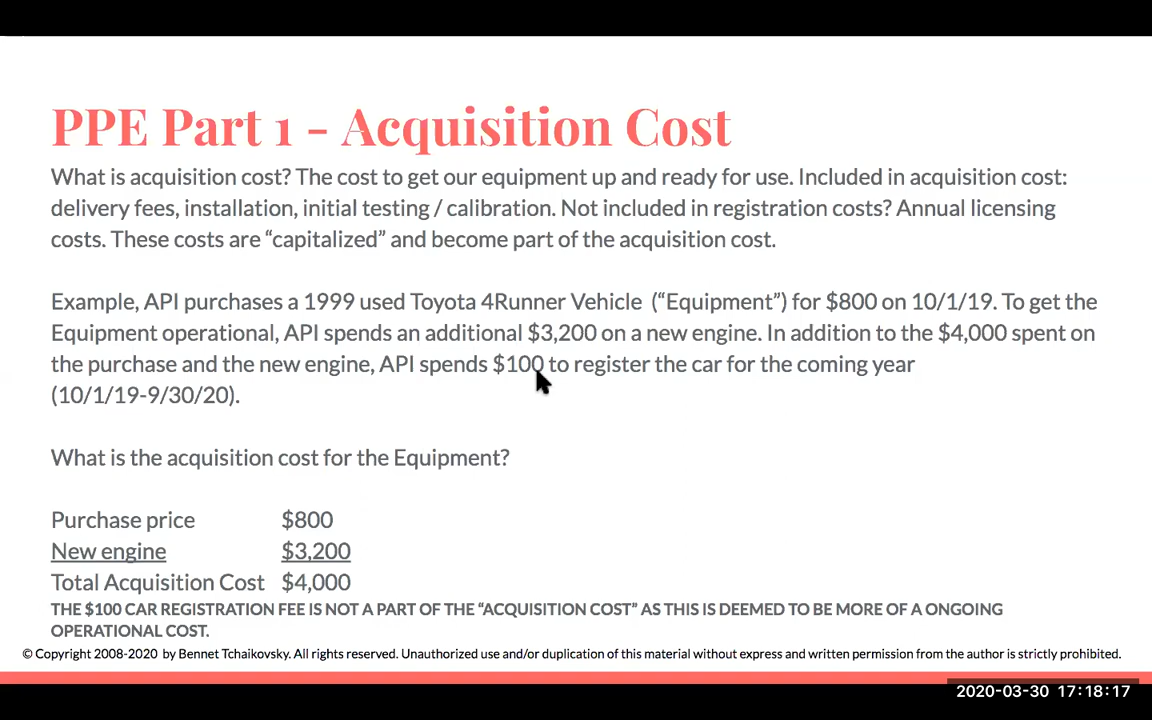 PPE Part 1 - Acquisition Cost
What is acquisition cost? The cost to get our equipment up and ready for use. Included in acquisition cost:
delivery fees, installation, initial testing / calibration. Not included in registration costs? Annual licensing
costs. These costs are “capitalized” and become part of the acquisition cost.
Example, API purchases a 1999 used Toyota 4Runner Vehicle (“Equipment”) for $800 on 10/1/19. To get the
Equipment operational, API spends an additional $3,200 on a new engine. In addition to the $4,000 spent on
the purchase and the new engine, API spends $100 to register the car for the coming year
(10/1/19-9/30/20).
What is the acquisition cost for the Equipment?
Purchase price $800
New engine $3,200
Total Acquisition Cost $4,000
THE $100 CAR REGISTRATION FEE IS NOT A PART OF THE “ACQUISITION COST” AS THIS IS DEEMED TO BE MORE OF A ONGOING
OPERATIONAL COST.
© Copyright 2008-2020 by Bennet Tchaikovsky. All rights reserved. Unauthorized use and/or duplication of this material without express and written permission from the author is strictly prohibited.
2020-03-30 17:18:17